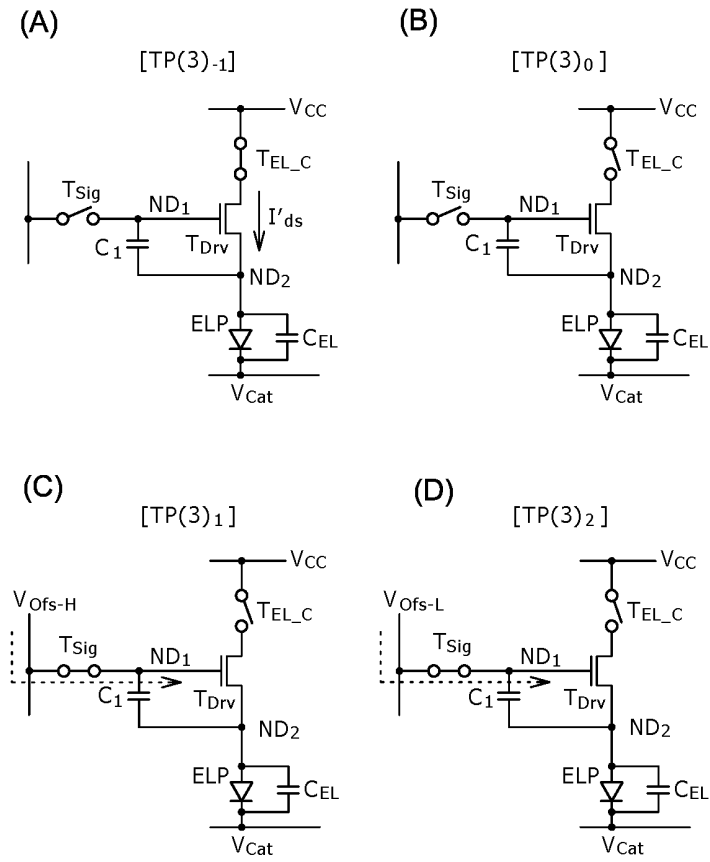 (A)
[TP(3)-1]
VCC
TEL_C
TSig
ND1
I'ds
C1
TDrv
ND2
ELP
CEL
VCat
(B)
[TP(3)0]
VCC
TEL_C
TSig
ND1
C1
TDrv
ND2
ELP
CEL
VCat
(C)
[TP(3)1]
VCC
VOfs-H
TEL_C
TSig
ND1
C1
TDrv
ND2
ELP
CEL
VCat
(D)
[TP(3)2]
VCC
VOfs-L
TEL_C
TSig
ND1
C1
TDrv
ND2
ELP
CEL
VCat